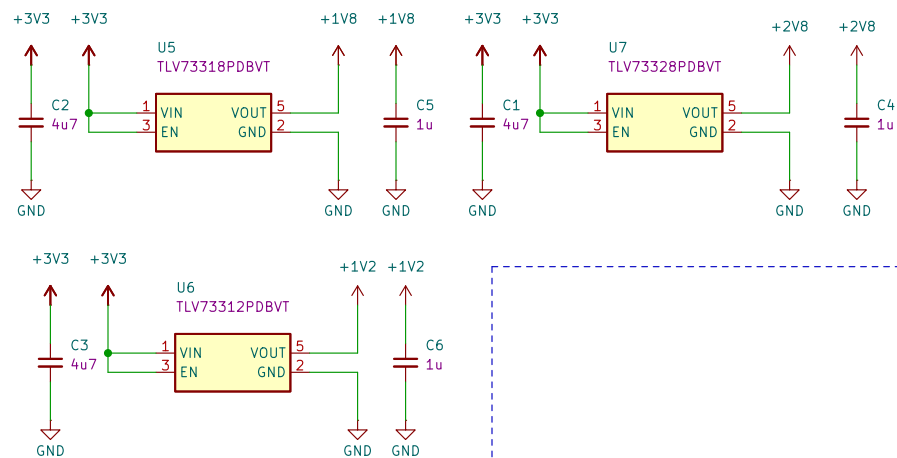 +3V3 +3V3 +1V8 +1V8 +3V3 +3V3 +2V8 +2V8
U5 U7
TLV73318PDBVT TLV73328PDBVT
C2 1 VIN VOUT 5 C5 C1 1 VIN VOUT 5 C4
4u7 3 EN GND 2 1u 4u7 3 EN GND 2 1u
GND GND GND GND GND GND
+3V3 +3V3 +1V2 +1V2
U6
TLV73312PDBVT
C3 1 VIN VOUT 5 C6
4u7 3 EN GND 2 1u
GND GND GND